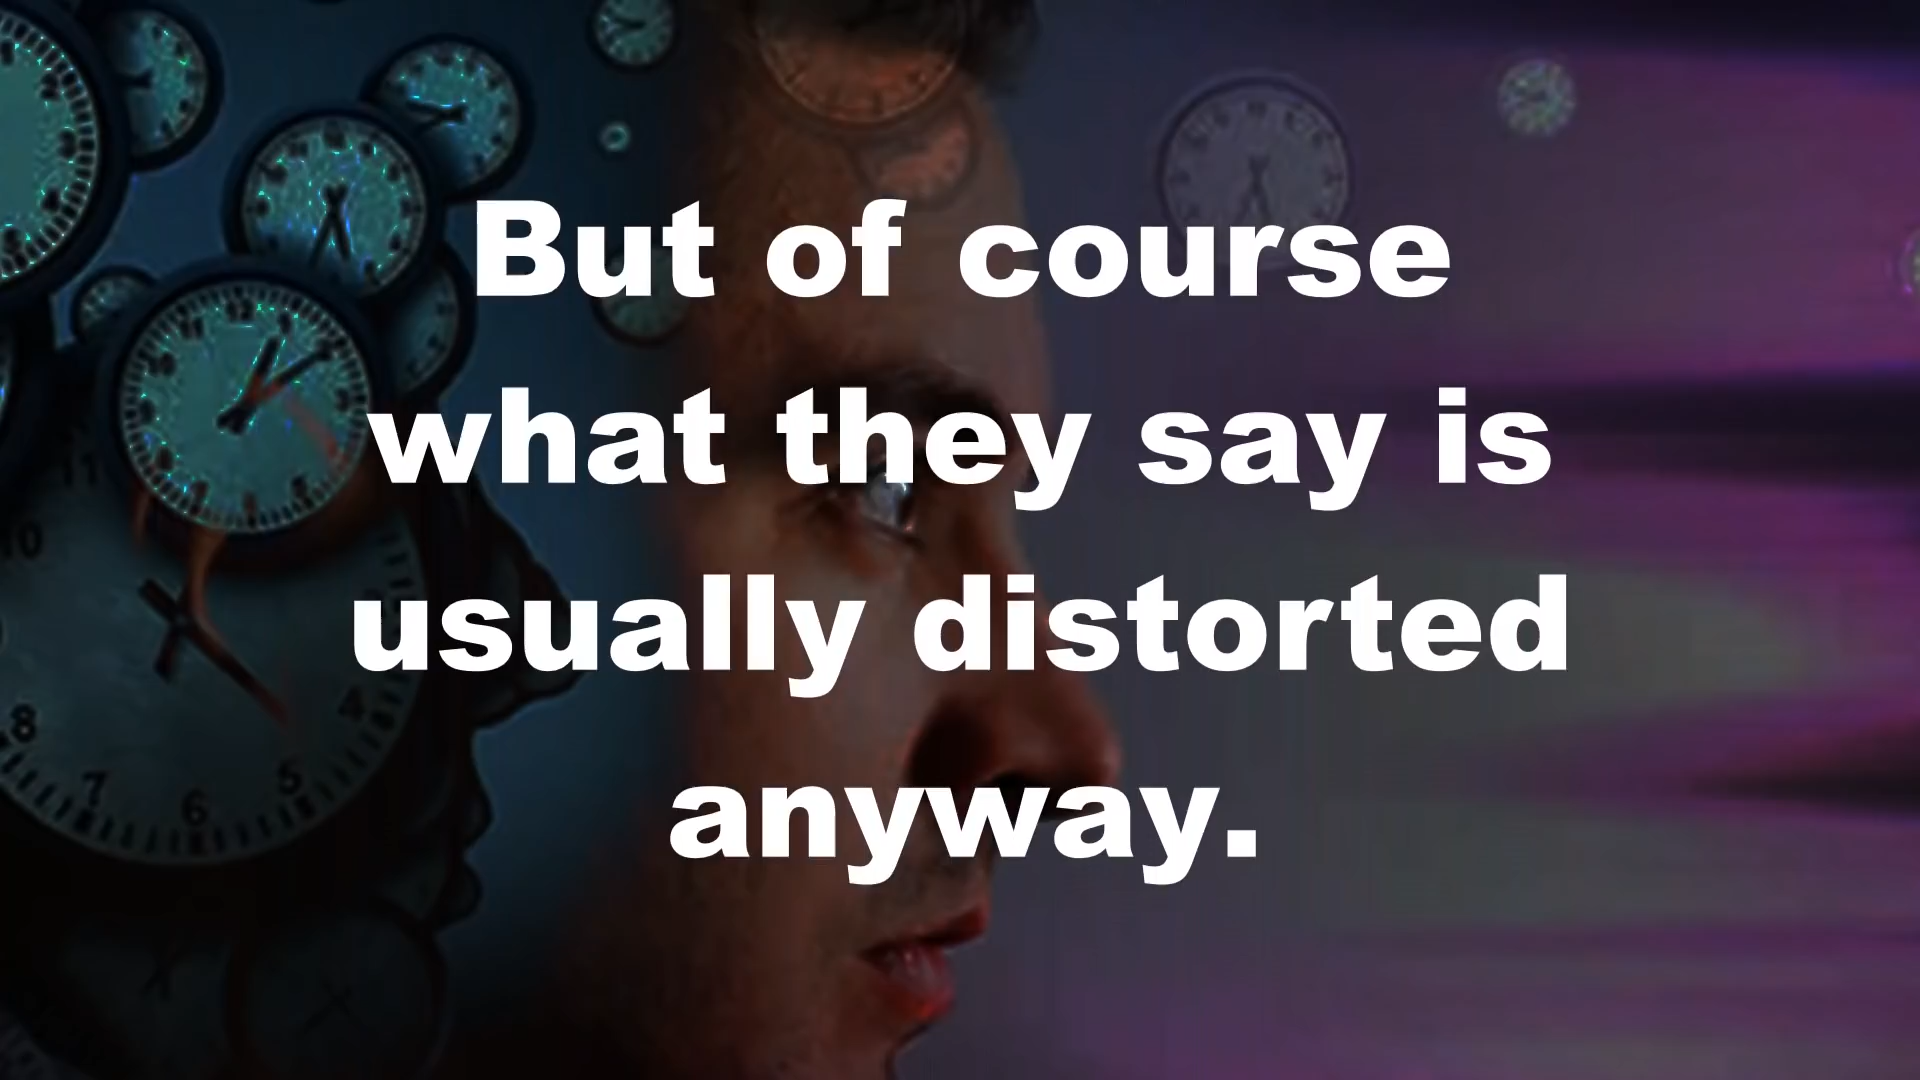 But of course
what they say is
usually distorted
anyway.